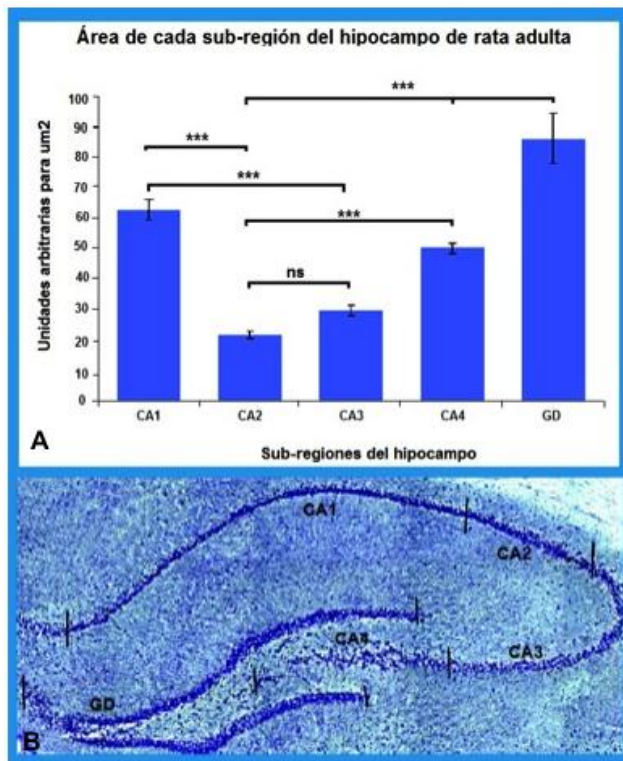 Área de cada sub-región del hipocampo de rata adulta
Unidades arbitrarias para um2
100
90
80
70
60
50
40
30
20
10
0
***
***
***
***
ns
CA1 CA2 CA3 CA4 GD
A
Sub-regiones del hipocampo
CA1
CA2
CA4
CA3
GD
B